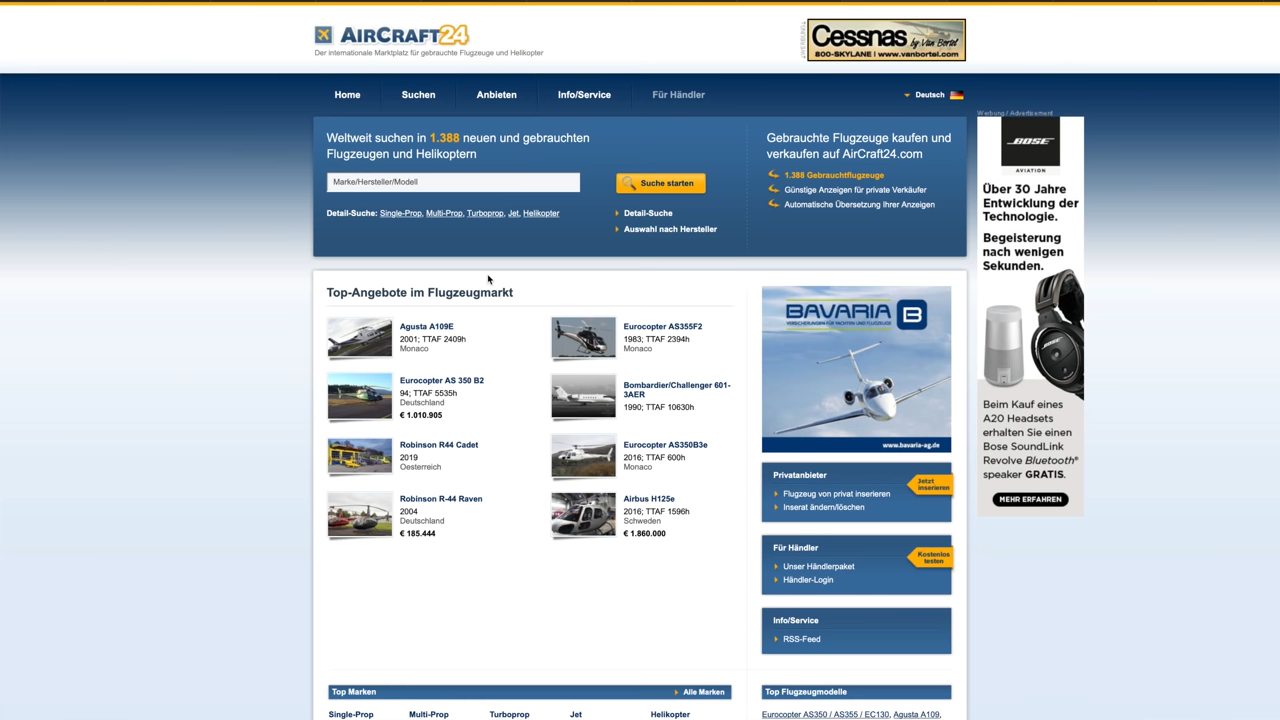 AIRCRAFT24
Der internationale Marktplatz für gebrauchte Flugzeuge und Helikopter
Cessnas by Van Bortel
800-SKYLANE | www.vanbortel.com
Home
Suchen
Anbieten
Info/Service
Für Händler
Deutsch
Weltweit suchen in 1.388 neuen und gebrauchten
Flugzeugen und Helikoptern
Marke/Hersteller/Modell
Suche starten
Detail-Suche: Single-Prop, Multi-Prop, Turboprop, Jet, Helikopter
Detail-Suche
Auswahl nach Hersteller
Gebrauchte Flugzeuge kaufen und
verkaufen auf AirCraft24.com
1.388 Gebrauchtflugzeuge
Günstige Anzeigen für private Verkäufer
Automatische Übersetzung Ihrer Anzeigen
Werbung / Advertisement
BOSE
AVIATION
Über 30 Jahre
Entwicklung der
Technologie.
Begeisterung
nach wenigen
Sekunden.
Beim Kauf eines
A20 Headsets
erhalten Sie einen
Bose SoundLink
Revolve Bluetooth®
speaker GRATIS.
MEHR ERFAHREN
Top-Angebote im Flugzeugmarkt
Agusta A109E
2001; TTAF 2409h
Monaco
Eurocopter AS355F2
1983; TTAF 2394h
Monaco
Eurocopter AS 350 B2
94; TTAF 5535h
Deutschland
€ 1.010.905
Bombardier/Challenger 601-
3AER
1990; TTAF 10630h
Robinson R44 Cadet
2019
Oesterreich
Eurocopter AS350B3e
2016; TTAF 600h
Monaco
Robinson R-44 Raven
2004
Deutschland
€ 185.444
Airbus H125e
2016; TTAF 1596h
Schweden
€ 1.860.000
BAVARIA B
VERSICHERUNGEN FÜR YACHTEN UND FLUGZEUGE
www.bavaria-ag.de
Privatanbieter
Flugzeug von privat inserieren
Inserat ändern/löschen
Jetzt
inserieren
Für Händler
Unser Händlerpaket
Händler-Login
Kostenlos
testen
Info/Service
RSS-Feed
Top Marken
Alle Marken
Single-Prop
Multi-Prop
Turboprop
Jet
Helikopter
Top Flugzeugmodelle
Eurocopter AS350 / AS355 / EC130, Agusta A109,